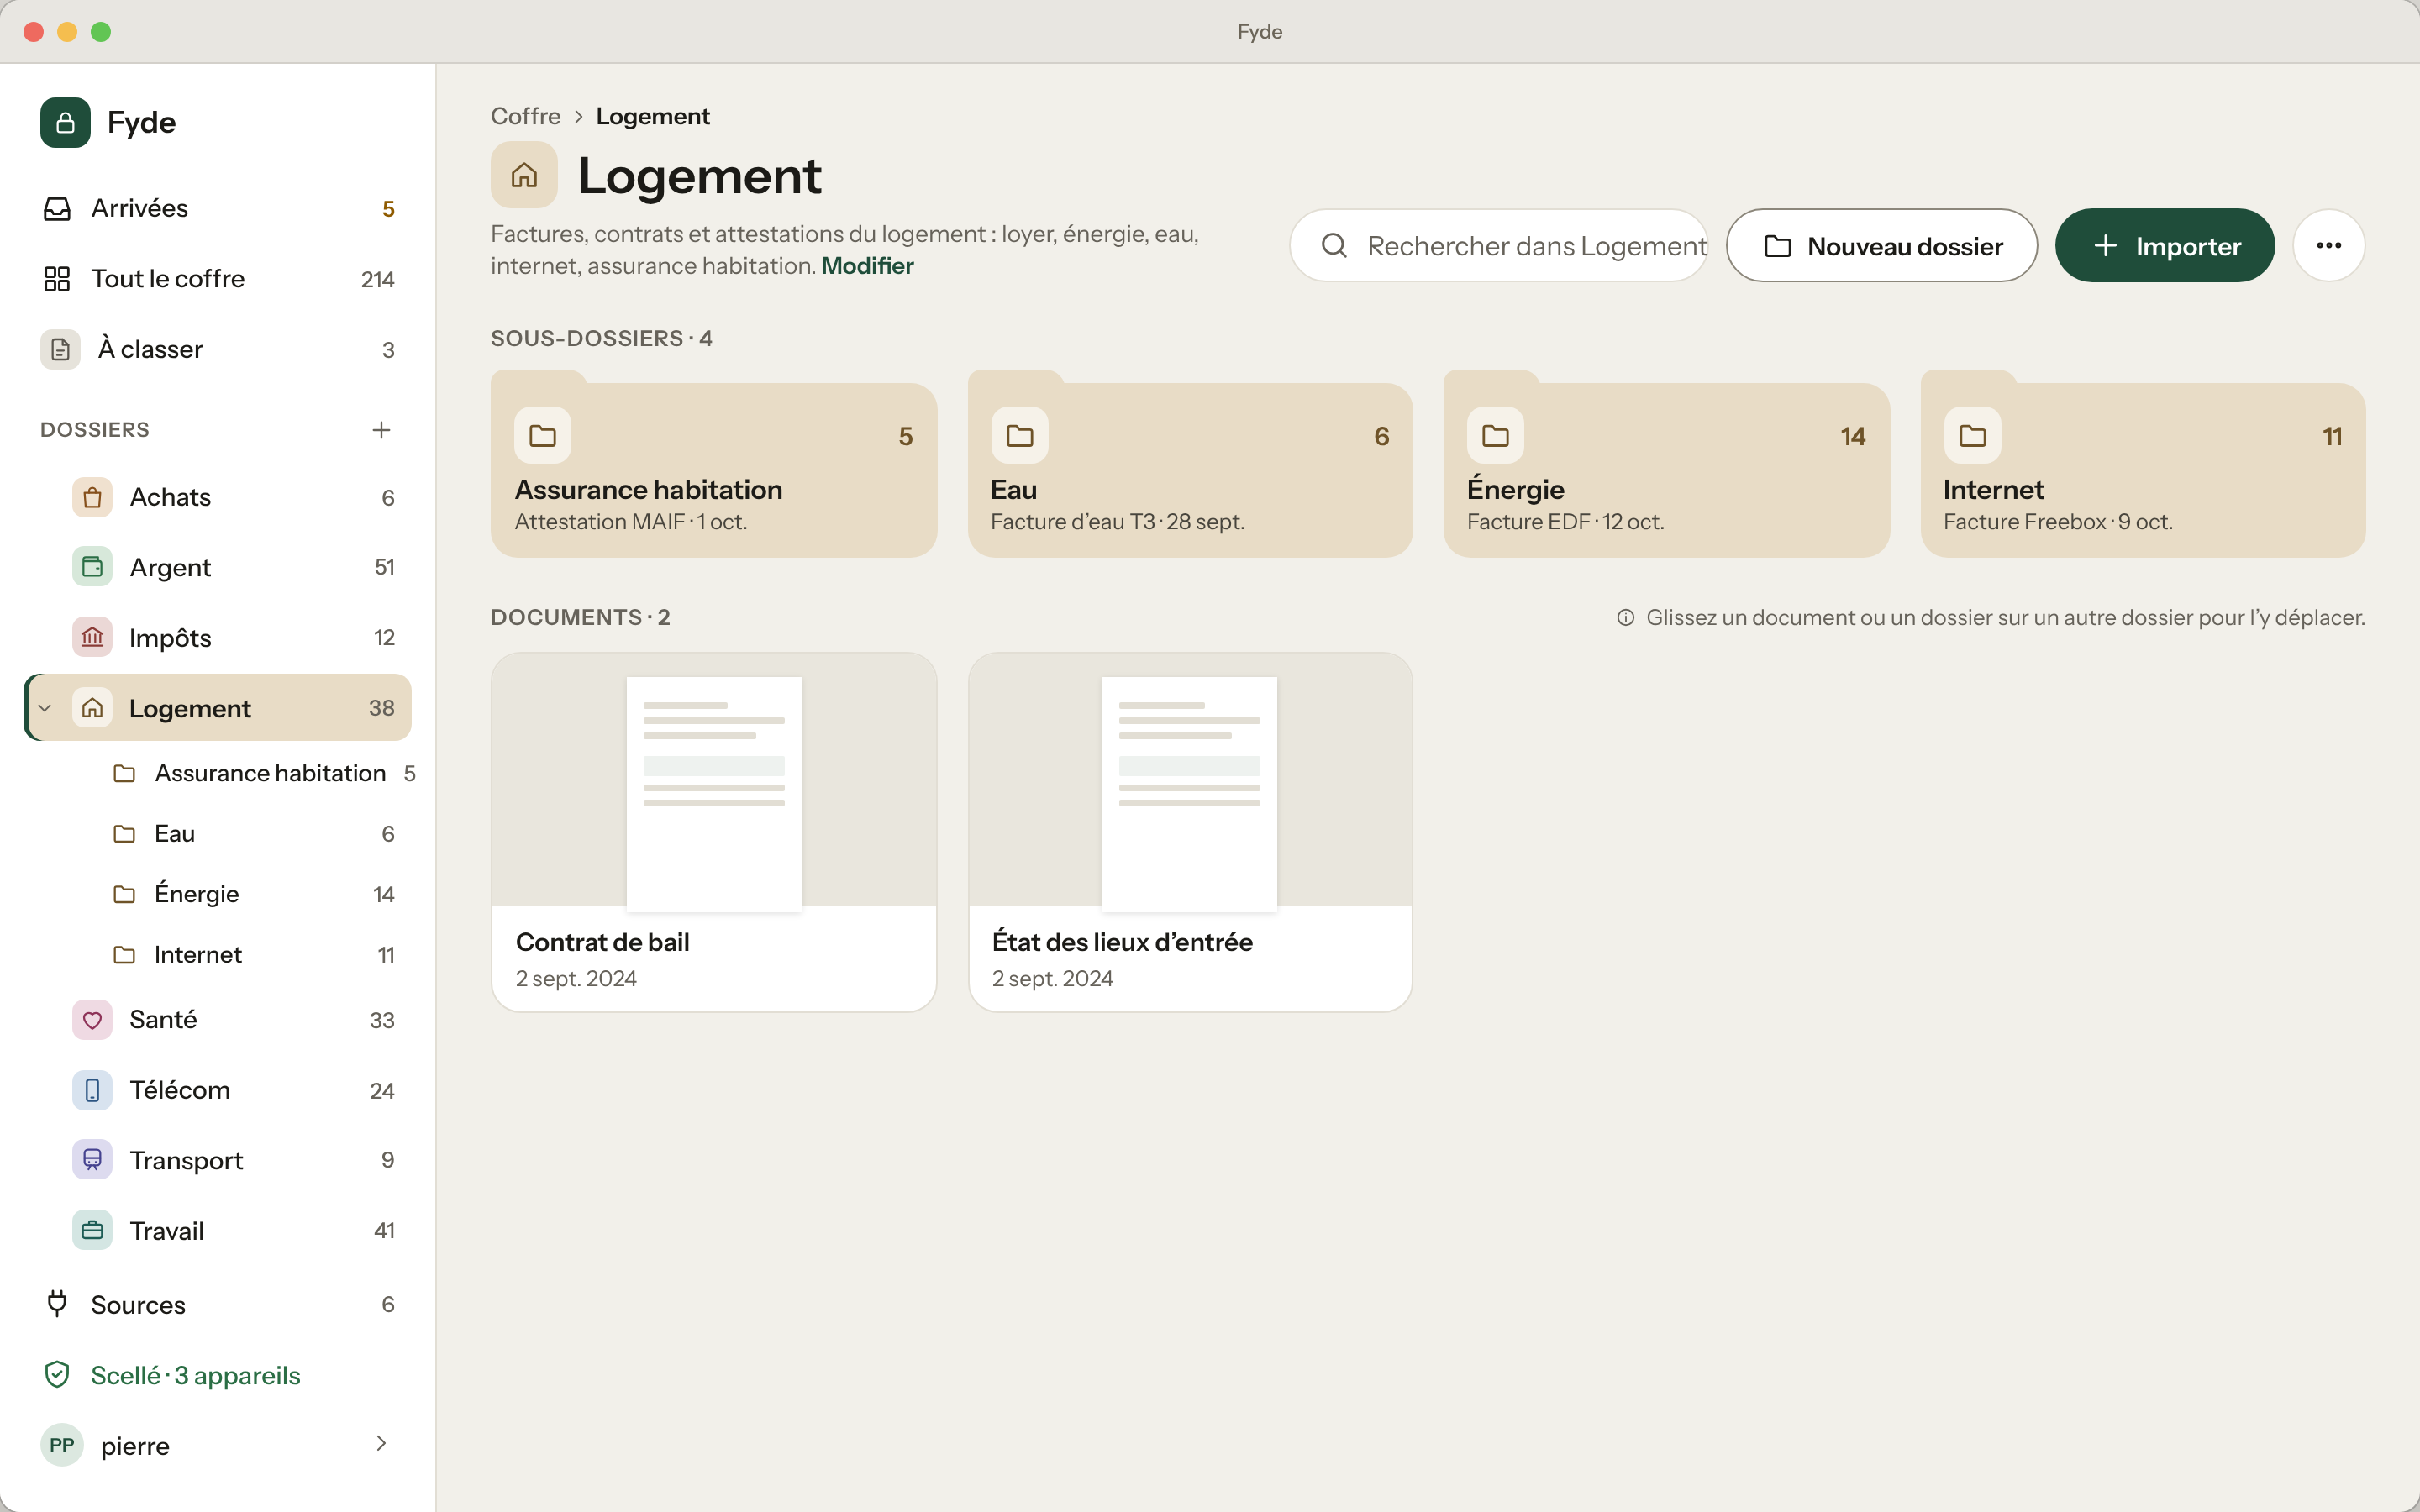 Fyde
Fyde
Arrivées 5
Tout le coffre 214
À classer 3
DOSSIERS
Achats 6
Argent 51
Impôts 12
Logement 38
Assurance habitation 5
Eau 6
Énergie 14
Internet 11
Santé 33
Télécom 24
Transport 9
Travail 41
Sources 6
Scellé · 3 appareils
PP pierre
Coffre > Logement
Logement
Factures, contrats et attestations du logement : loyer, énergie, eau,
internet, assurance habitation. Modifier
Rechercher dans Logement
Nouveau dossier
+ Importer
SOUS-DOSSIERS · 4
5
Assurance habitation
Attestation MAIF · 1 oct.
6
Eau
Facture d’eau T3 · 28 sept.
14
Énergie
Facture EDF · 12 oct.
11
Internet
Facture Freebox · 9 oct.
DOCUMENTS · 2
Glissez un document ou un dossier sur un autre dossier pour l’y déplacer.
Contrat de bail
2 sept. 2024
État des lieux d’entrée
2 sept. 2024